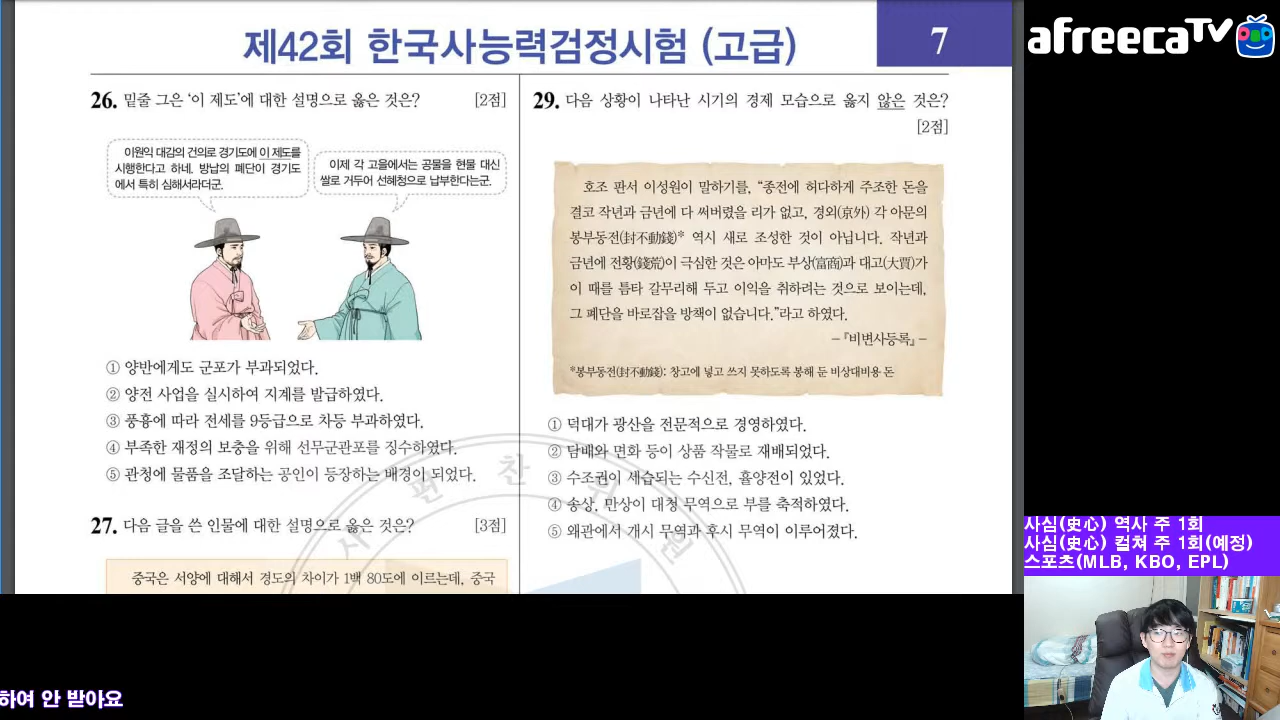 제42회 한국사능력검정시험 (고급)
7
26. 밑줄 그은 '이 제도'에 대한 설명으로 옳은 것은? [2점]
이원익 대감의 건의로 경기도에 이 제도를
시행한다고 하네. 방납의 폐단이 경기도
에서 특히 심해서라더군.
이제 각 고을에서는 공물을 현물 대신
쌀로 거두어 선혜청으로 납부한다는군.
① 양반에게도 군포가 부과되었다.
② 양전 사업을 실시하여 지계를 발급하였다.
③ 풍흉에 따라 전세를 9등급으로 차등 부과하였다.
④ 부족한 재정의 보충을 위해 선무군관포를 징수하였다.
⑤ 관청에 물품을 조달하는 공인이 등장하는 배경이 되었다.
27. 다음 글을 쓴 인물에 대한 설명으로 옳은 것은? [3점]
중국은 서양에 대해서 경도의 차이가 1백 80도에 이르는데, 중국
29. 다음 상황이 나타난 시기의 경제 모습으로 옳지 않은 것은?
[2점]
호조 판서 이성원이 말하기를, "종전에 허다하게 주조한 돈을
결코 작년과 금년에 다 써버렸을 리가 없고, 경외(京外) 각 아문의
봉부동전(封不動錢)* 역시 새로 조성한 것이 아닙니다. 작년과
금년에 전황(錢荒)이 극심한 것은 아마도 부상(富商)과 대고(大賈)가
이 때를 틈타 갈무리해 두고 이익을 취하려는 것으로 보이는데,
그 폐단을 바로잡을 방책이 없습니다."라고 하였다.
-『비변사등록』-
*봉부동전(封不動錢): 창고에 넣고 쓰지 못하도록 봉해 둔 비상대비용 돈
① 덕대가 광산을 전문적으로 경영하였다.
② 담배와 면화 등이 상품 작물로 재배되었다.
③ 수조권이 세습되는 수신전, 휼양전이 있었다.
④ 송상, 만상이 대청 무역으로 부를 축적하였다.
⑤ 왜관에서 개시 무역과 후시 무역이 이루어졌다.
편 찬
afreecaTV
사심(史心) 역사 주 1회
사심(史心) 컬쳐 주 1회(예정)
스포츠(MLB, KBO, EPL)
하여 안 받아요